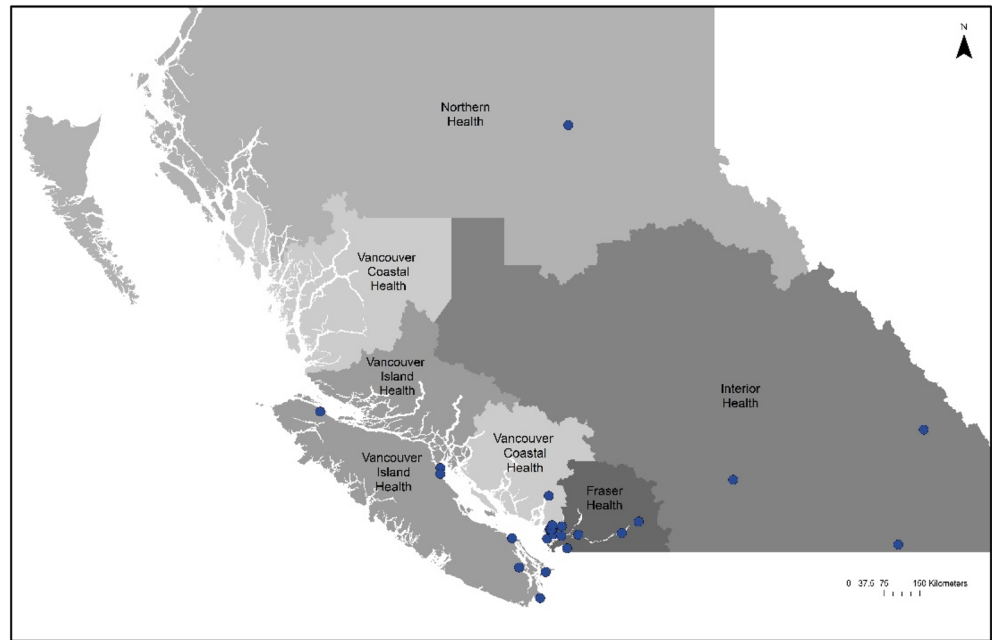 N
Northern
Health
Vancouver
Coastal
Health
Vancouver
Island
Health
Interior
Health
Vancouver
Coastal
Health
Vancouver
Island
Health
Fraser
Health
0 37.5 75 150 Kilometers